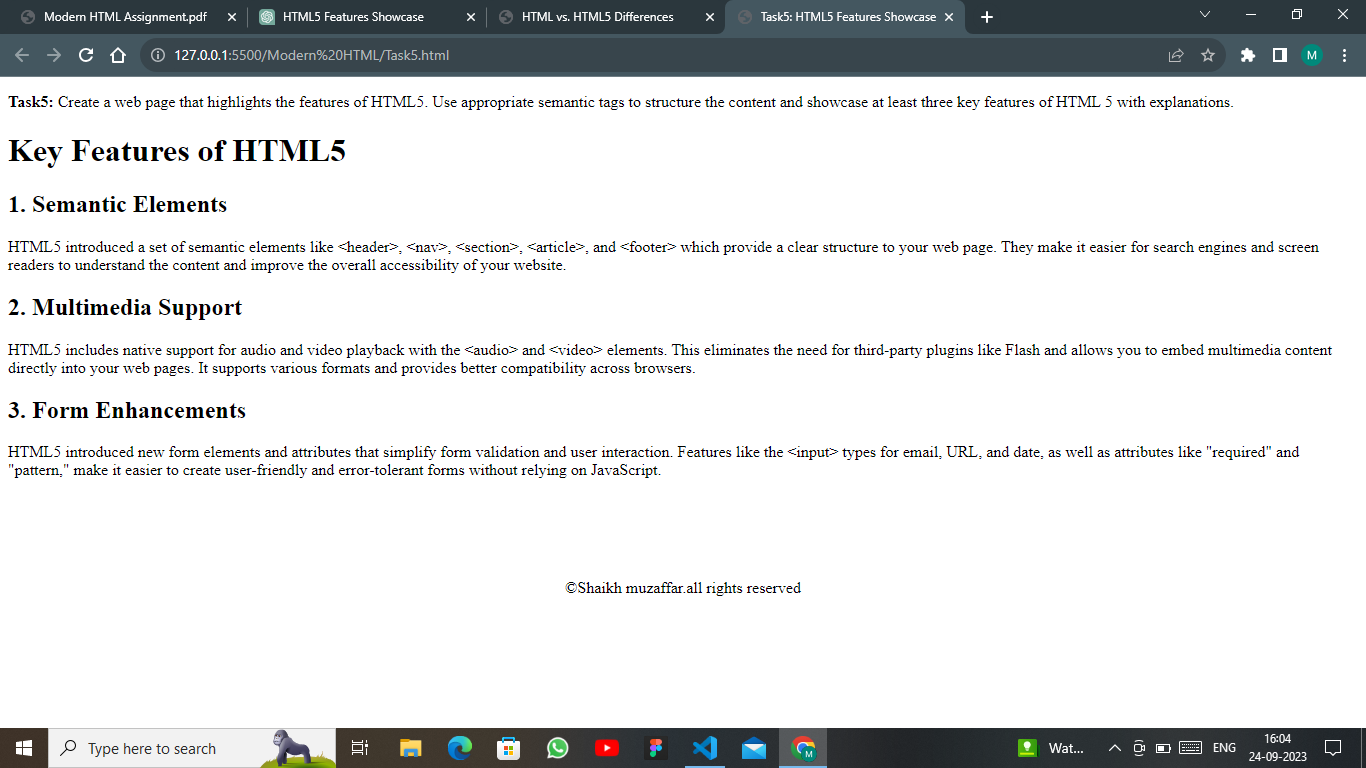 Modern HTML Assignment.pdf
HTML5 Features Showcase
HTML vs. HTML5 Differences
Task5: HTML5 Features Showcase
127.0.0.1:5500/Modern%20HTML/Task5.html
M
Task5: Create a web page that highlights the features of HTML5. Use appropriate semantic tags to structure the content and showcase at least three key features of HTML 5 with explanations.
Key Features of HTML5
1. Semantic Elements
HTML5 introduced a set of semantic elements like <header>, <nav>, <section>, <article>, and <footer> which provide a clear structure to your web page. They make it easier for search engines and screen
readers to understand the content and improve the overall accessibility of your website.
2. Multimedia Support
HTML5 includes native support for audio and video playback with the <audio> and <video> elements. This eliminates the need for third-party plugins like Flash and allows you to embed multimedia content
directly into your web pages. It supports various formats and provides better compatibility across browsers.
3. Form Enhancements
HTML5 introduced new form elements and attributes that simplify form validation and user interaction. Features like the <input> types for email, URL, and date, as well as attributes like "required" and
"pattern," make it easier to create user-friendly and error-tolerant forms without relying on JavaScript.
©Shaikh muzaffar.all rights reserved
Type here to search
M
Wat...
ENG
16:04
24-09-2023